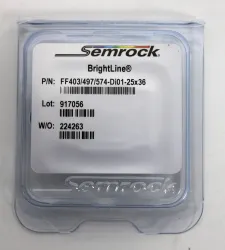 Semrock
BrightLine®
P/N: FF403/497/574-DI01-25x36
Lot: 917056
W/O: 224263
Semrock